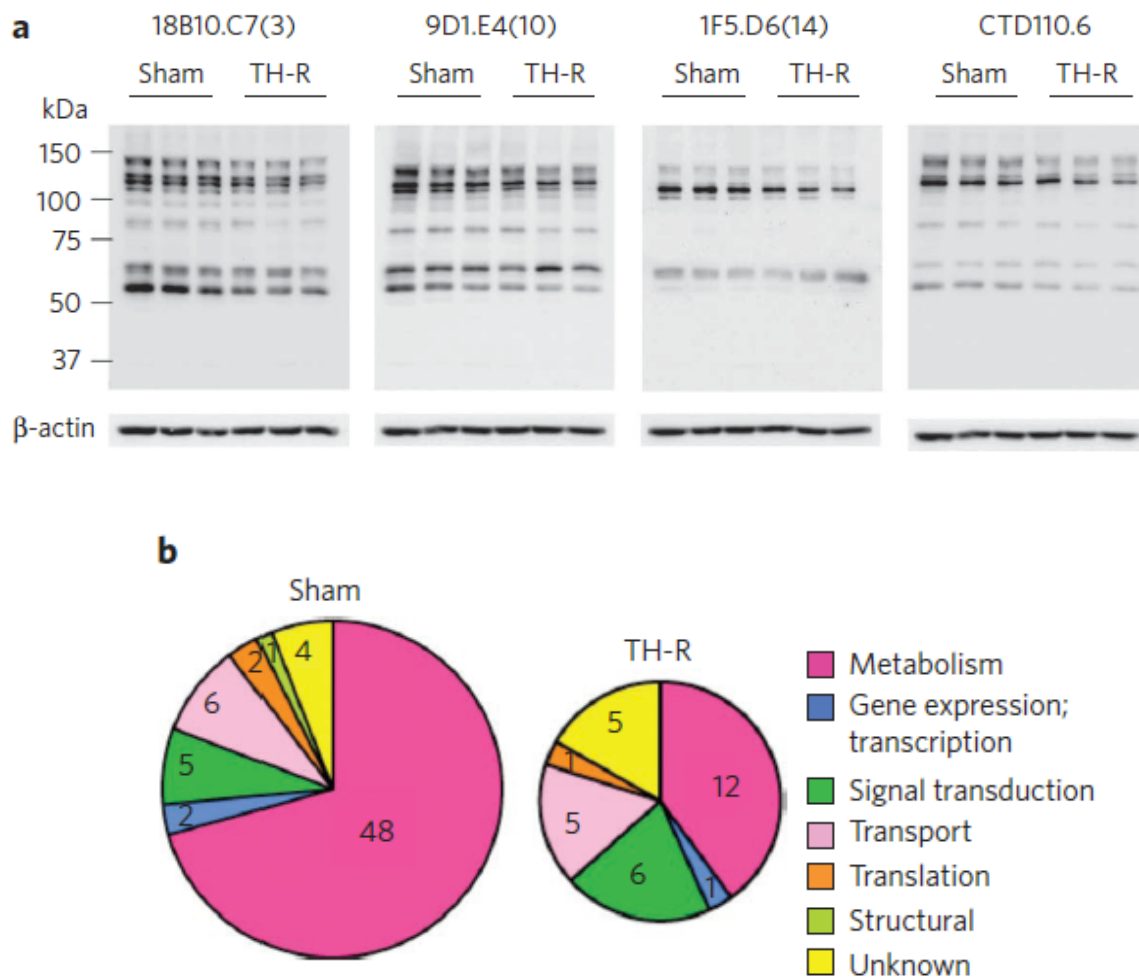 a
18B10.C7(3) 9D1.E4(10) 1F5.D6(14) CTD110.6
Sham TH-R Sham TH-R Sham TH-R Sham TH-R
kDa
150
100
75
50
37
β-actin
b
Sham
TH-R
48
2
5
6
2
1
4
12
1
6
5
1
5
Metabolism
Gene expression;
transcription
Signal transduction
Transport
Translation
Structural
Unknown